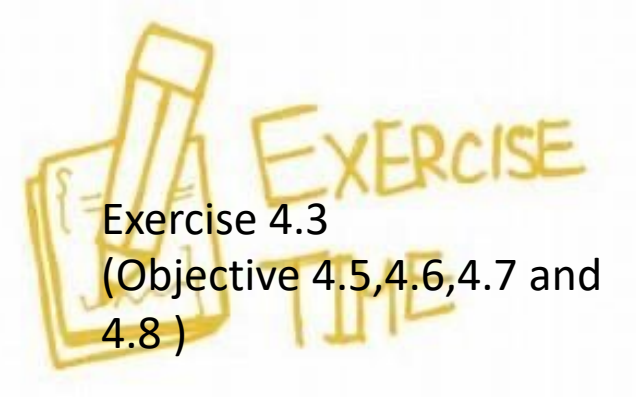 EXERCISE
TIME
Exercise 4.3
(Objective 4.5,4.6,4.7 and
4.8 )